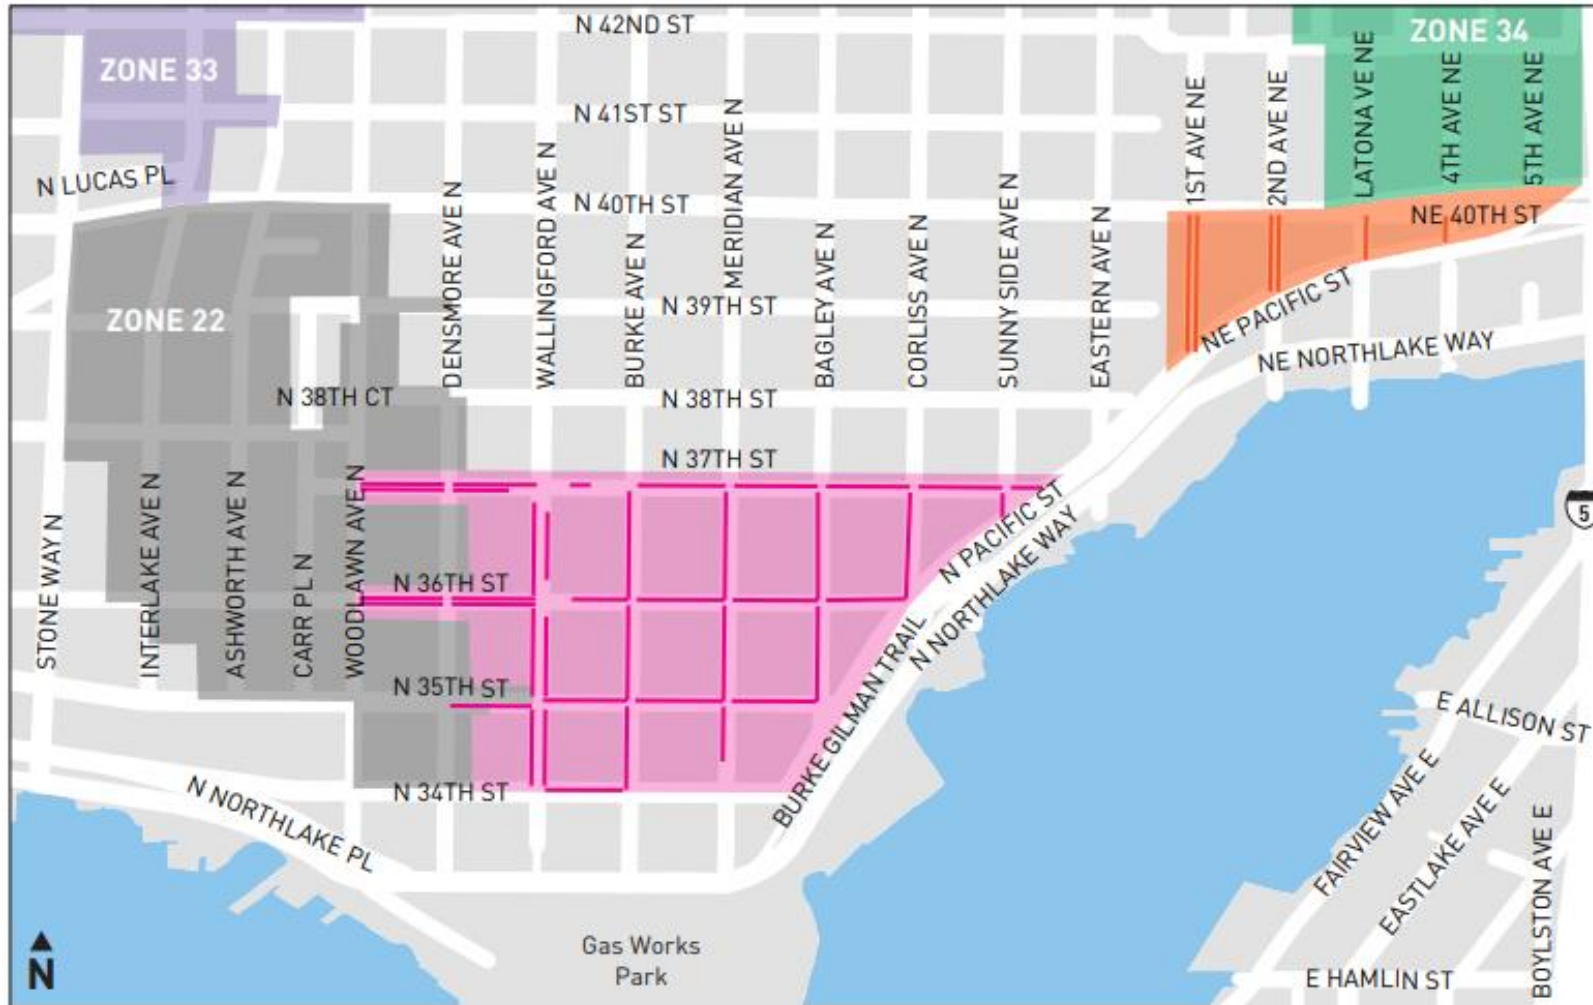 N 42ND ST
ZONE 34
ZONE 33
N 41ST ST
1ST AVE NE
2ND AVE NE
LATONA AVE NE
4TH AVE NE
5TH AVE NE
N LUCAS PL
N 40TH ST
NE 40TH ST
DENSMORE AVE N
WALLINGFORD AVE N
BURKE AVE N
MERIDIAN AVE N
BAGLEY AVE N
CORLISS AVE N
SUNNY SIDE AVE N
EASTERN AVE N
ZONE 22
N 39TH ST
NE PACIFIC ST
NE NORTHLAKE WAY
N 38TH CT
N 38TH ST
N 37TH ST
STONE WAY N
INTERLAKE AVE N
ASHWORTH AVE N
CARR PL N
WOODLAWN AVE N
N PACIFIC ST
N NORTHLAKE WAY
5
N 36TH ST
N 35TH ST
BURKE GILMAN TRAIL
E ALLISON ST
N 34TH ST
N NORTHLAKE PL
FAIRVIEW AVE E
EASTLAKE AVE E
BOYLSTON AVE E
N
Gas Works
Park
E HAMLIN ST